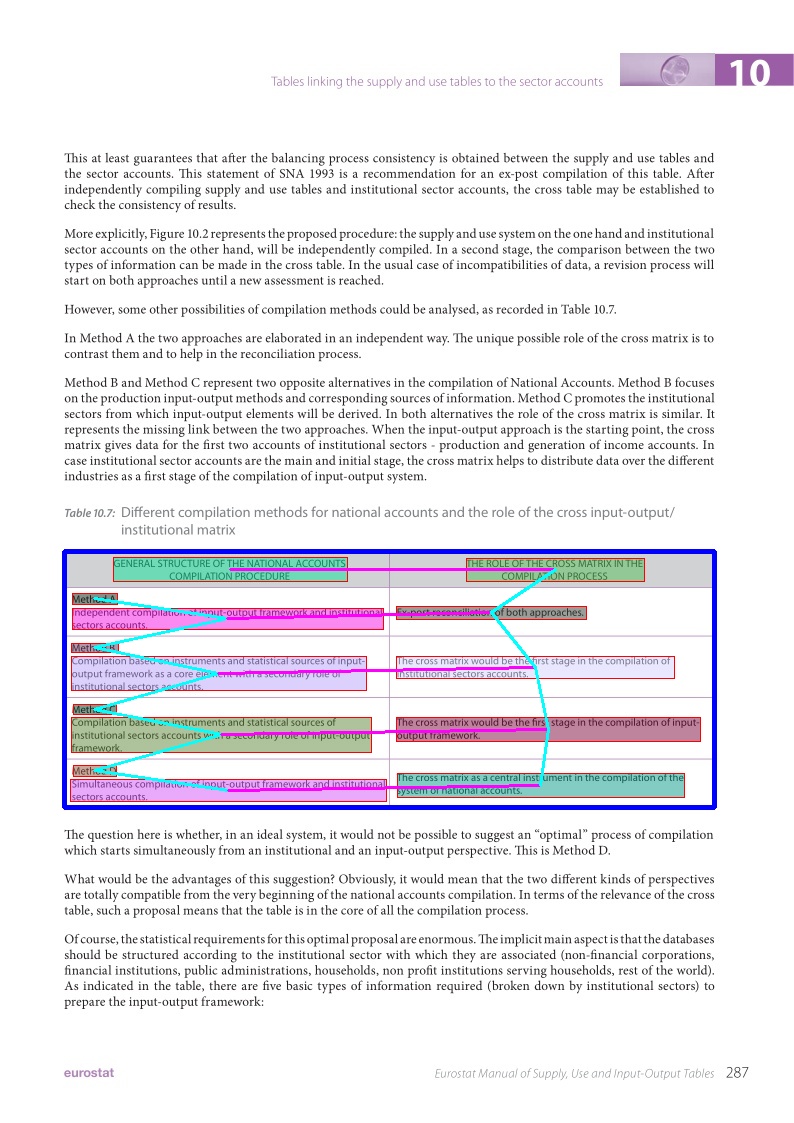 Tables linking the supply and use tables to the sector accounts
10
This at least guarantees that after the balancing process consistency is obtained between the supply and use tables and
the sector accounts. This statement of SNA 1993 is a recommendation for an ex-post compilation of this table. After
independently compiling supply and use tables and institutional sector accounts, the cross table may be established to
check the consistency of results.
More explicitly, Figure 10.2 represents the proposed procedure: the supply and use system on the one hand and institutional
sector accounts on the other hand, will be independently compiled. In a second stage, the comparison between the two
types of information can be made in the cross table. In the usual case of incompatibilities of data, a revision process will
start on both approaches until a new assessment is reached.
However, some other possibilities of compilation methods could be analysed, as recorded in Table 10.7.
In Method A the two approaches are elaborated in an independent way. The unique possible role of the cross matrix is to
contrast them and to help in the reconciliation process.
Method B and Method C represent two opposite alternatives in the compilation of National Accounts. Method B focuses
on the production input-output methods and corresponding sources of information. Method C promotes the institutional
sectors from which input-output elements will be derived. In both alternatives the role of the cross matrix is similar. It
represents the missing link between the two approaches. When the input-output approach is the starting point, the cross
matrix gives data for the first two accounts of institutional sectors - production and generation of income accounts. In
case institutional sector accounts are the main and initial stage, the cross matrix helps to distribute data over the different
industries as a first stage of the compilation of input-output system.
Table 10.7: Different compilation methods for national accounts and the role of the cross input-output/
institutional matrix
GENERAL STRUCTURE OF THE NATIONAL ACCOUNTS
COMPILATION PROCEDURE
THE ROLE OF THE CROSS MATRIX IN THE
COMPILATION PROCESS
Method A
Independent compilation of input-output framework and institutional
sectors accounts.
Ex-post reconciliation of both approaches.
Method B
Compilation based on instruments and statistical sources of input-
output framework as a core element with a secondary role of
institutional sectors accounts.
The cross matrix would be the first stage in the compilation of
institutional sectors accounts.
Method C
Compilation based on instruments and statistical sources of
institutional sectors accounts with a secondary role of input-output
framework.
The cross matrix would be the first stage in the compilation of input-
output framework.
Method D
Simultaneous compilation of input-output framework and institutional
sectors accounts.
The cross matrix as a central instrument in the compilation of the
system of national accounts.
The question here is whether, in an ideal system, it would not be possible to suggest an “optimal” process of compilation
which starts simultaneously from an institutional and an input-output perspective. This is Method D.
What would be the advantages of this suggestion? Obviously, it would mean that the two different kinds of perspectives
are totally compatible from the very beginning of the national accounts compilation. In terms of the relevance of the cross
table, such a proposal means that the table is in the core of all the compilation process.
Of course, the statistical requirements for this optimal proposal are enormous. The implicit main aspect is that the databases
should be structured according to the institutional sector with which they are associated (non-financial corporations,
financial institutions, public administrations, households, non profit institutions serving households, rest of the world).
As indicated in the table, there are five basic types of information required (broken down by institutional sectors) to
prepare the input-output framework:
eurostat
Eurostat Manual of Supply, Use and Input-Output Tables 287